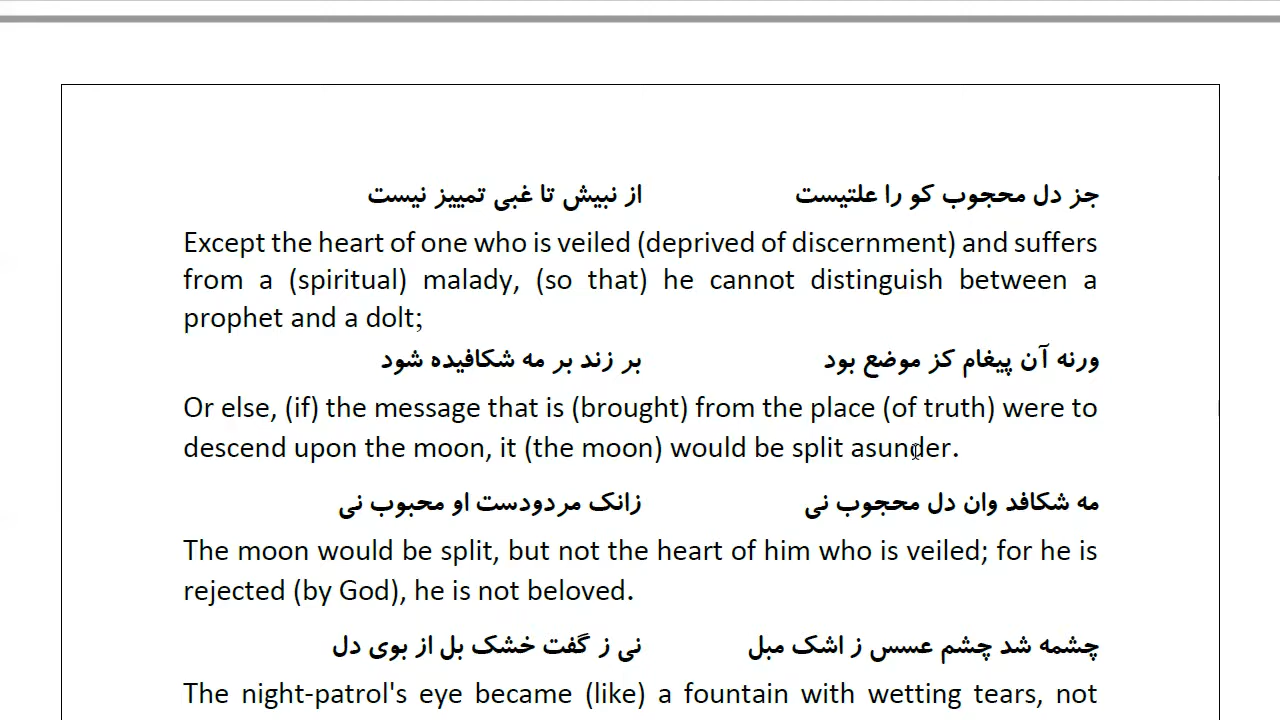 جز دل محجوب کو را علتیست از نبیش تا غبی تمییز نیست
Except the heart of one who is veiled (deprived of discernment) and suffers
from a (spiritual) malady, (so that) he cannot distinguish between a
prophet and a dolt;
ورنه آن پیغام کز موضع بود بر زند بر مه شکافیده شود
Or else, (if) the message that is (brought) from the place (of truth) were to
descend upon the moon, it (the moon) would be split asunder.
مه شکافد وان دل محجوب نی زانک مردودست او محبوب نی
The moon would be split, but not the heart of him who is veiled; for he is
rejected (by God), he is not beloved.
چشمه شد چشم عسس ز اشک مبل نی ز گفت خشک بل از بوی دل
The night-patrol's eye became (like) a fountain with wetting tears, not